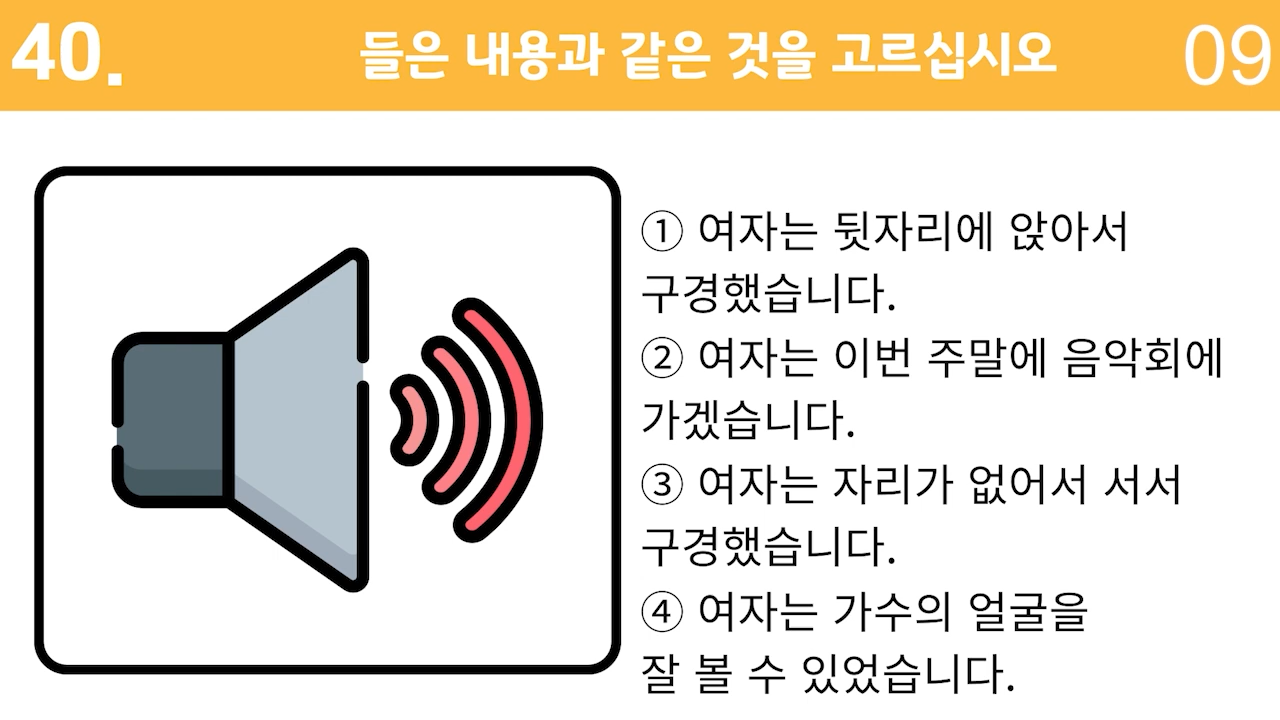 40. 들은 내용과 같은 것을 고르십시오 09
① 여자는 뒷자리에 앉아서
구경했습니다.
② 여자는 이번 주말에 음악회에
가겠습니다.
③ 여자는 자리가 없어서 서서
구경했습니다.
④ 여자는 가수의 얼굴을
잘 볼 수 있었습니다.